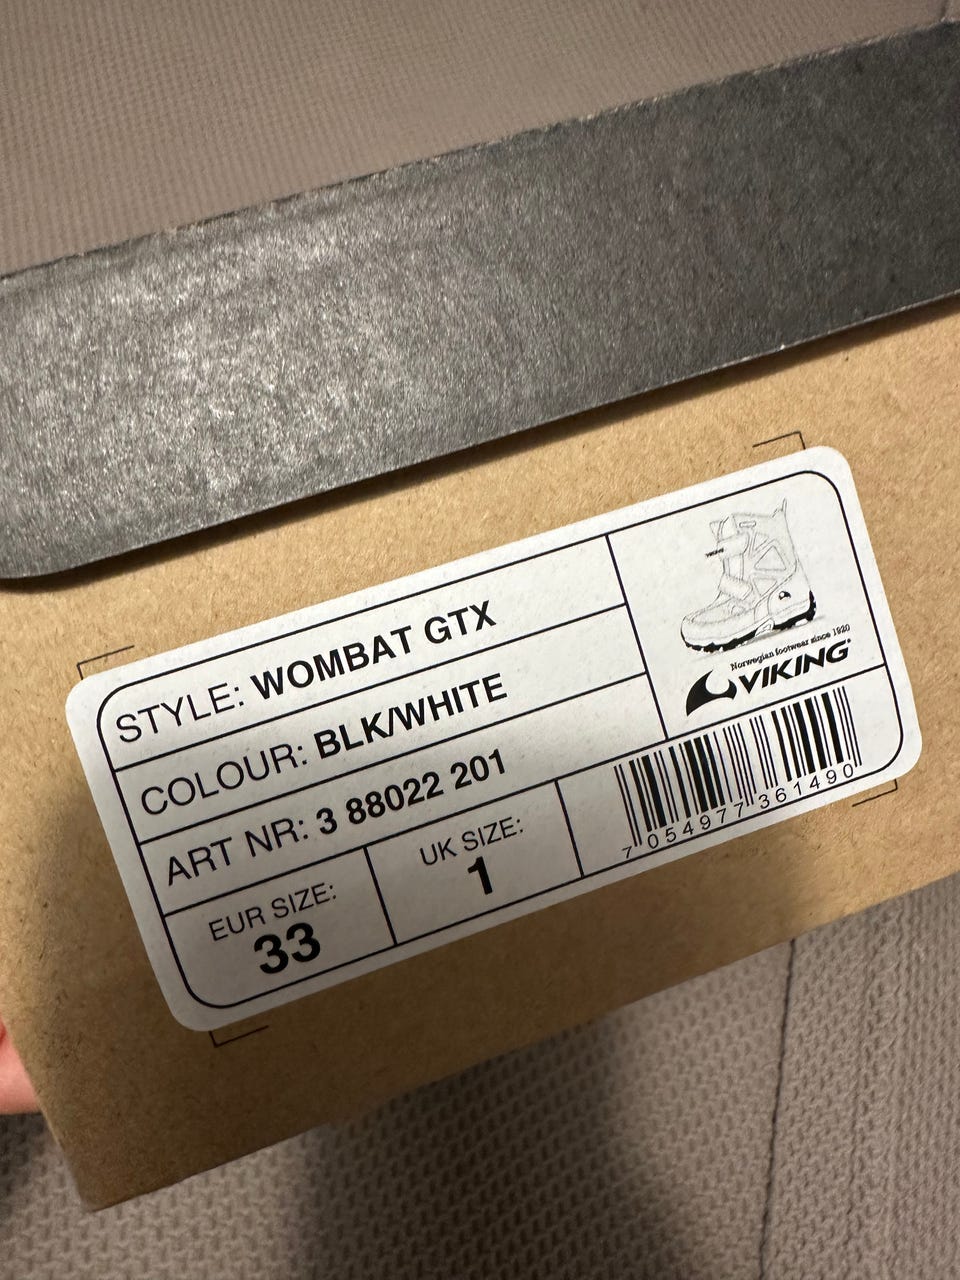 STYLE: WOMBAT GTX
COLOUR: BLK/WHITE
ART NR: 3 88022 201
EUR SIZE:
33
UK SIZE:
1
VIKING
Norwegian footwear since 1920
VIKING
7 054977 361490